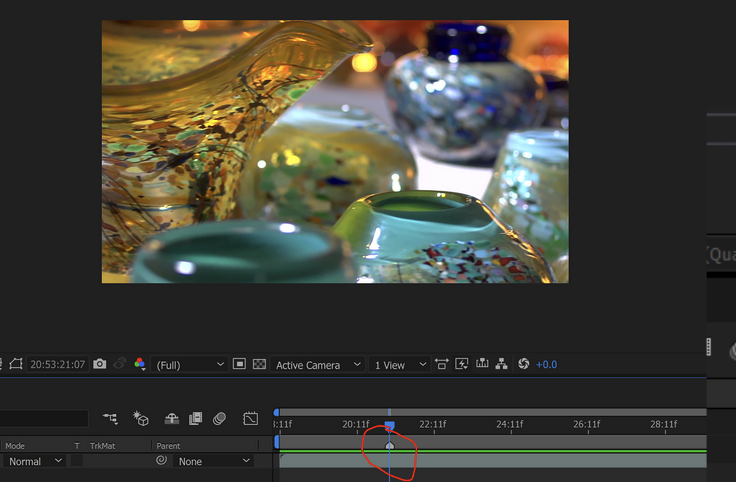 20:53:21:07 (Full) Active Camera 1 View +0.0
(Qua
:11f 20:11f 22:11f 24:11f 26:11f 28:11f
Mode T TrkMat Parent
Normal None